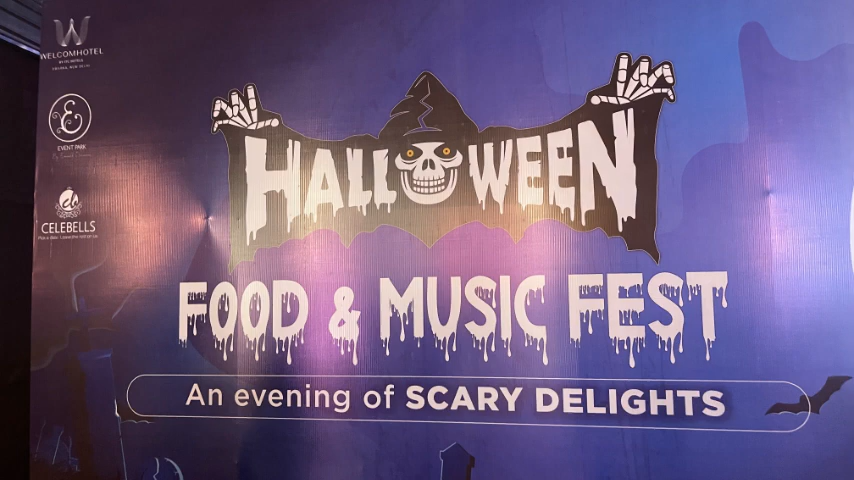 WELCOMHOTEL
EVENT PARK
CELEBELLS
HALLOWEEN
FOOD & MUSIC FEST
An evening of SCARY DELIGHTS